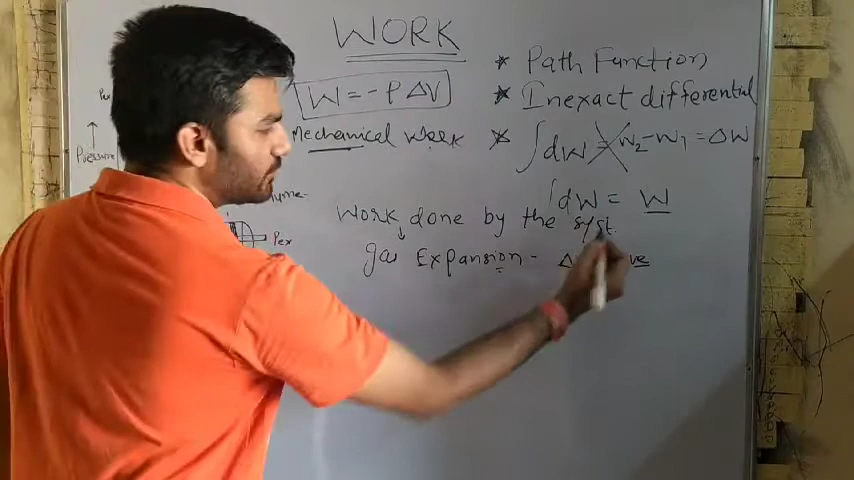 WORK
W = - P ΔV
Mechanical work
* Path Function
* Inexact differential
* ∫dW = W₂-W₁ = ΔW
∫dW = W
Pressure
Pex
Work done by the syst.
gas Expansion -
ve